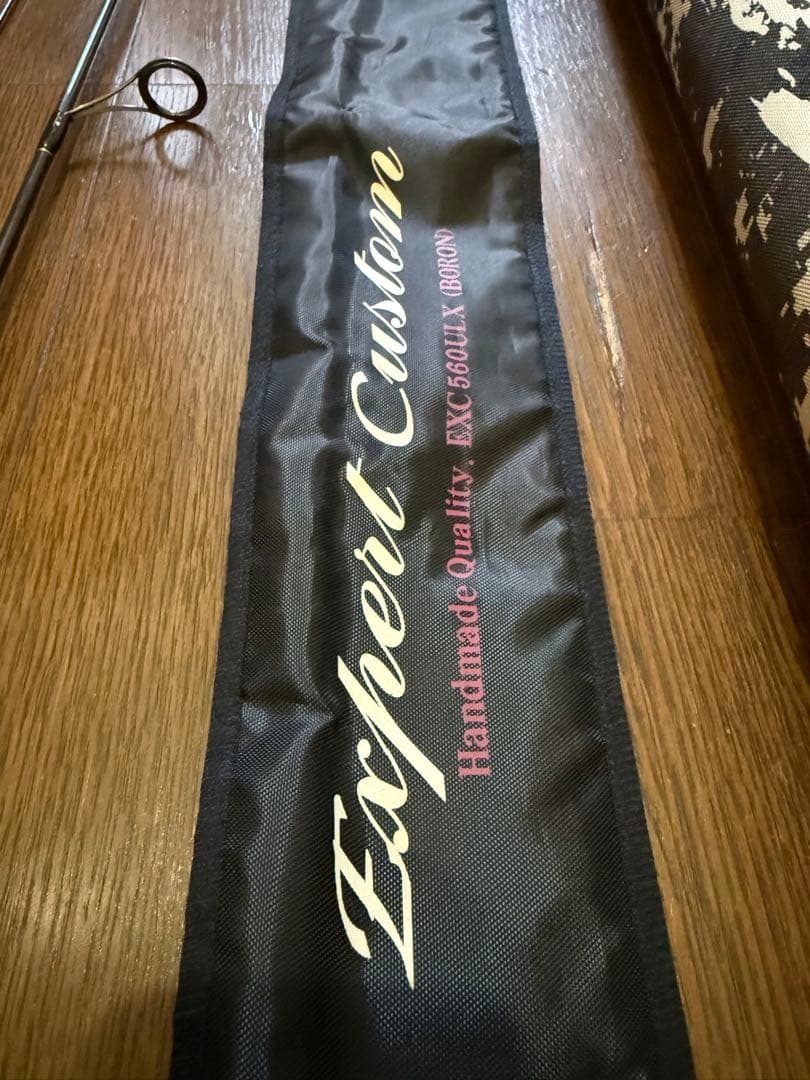 Expert Custom
Handmade Quality. EXC560ULX (BORON)